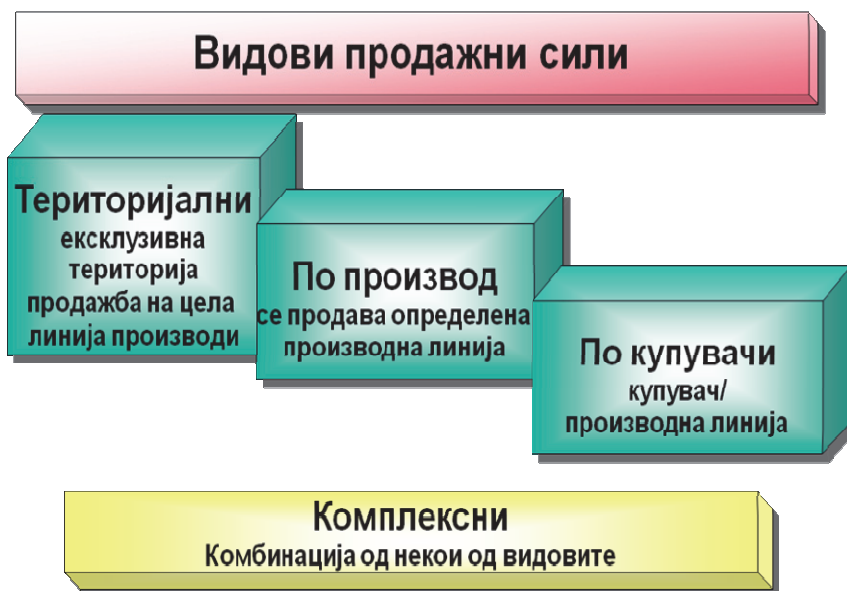 Видови продажни сили
Територијални
ексклузивна
територија
продажба на цела
линија производи
По производ
се продава определена
производна линија
По купувачи
купувач/
производна линија
Комплексни
Комбинација од некои од видовите